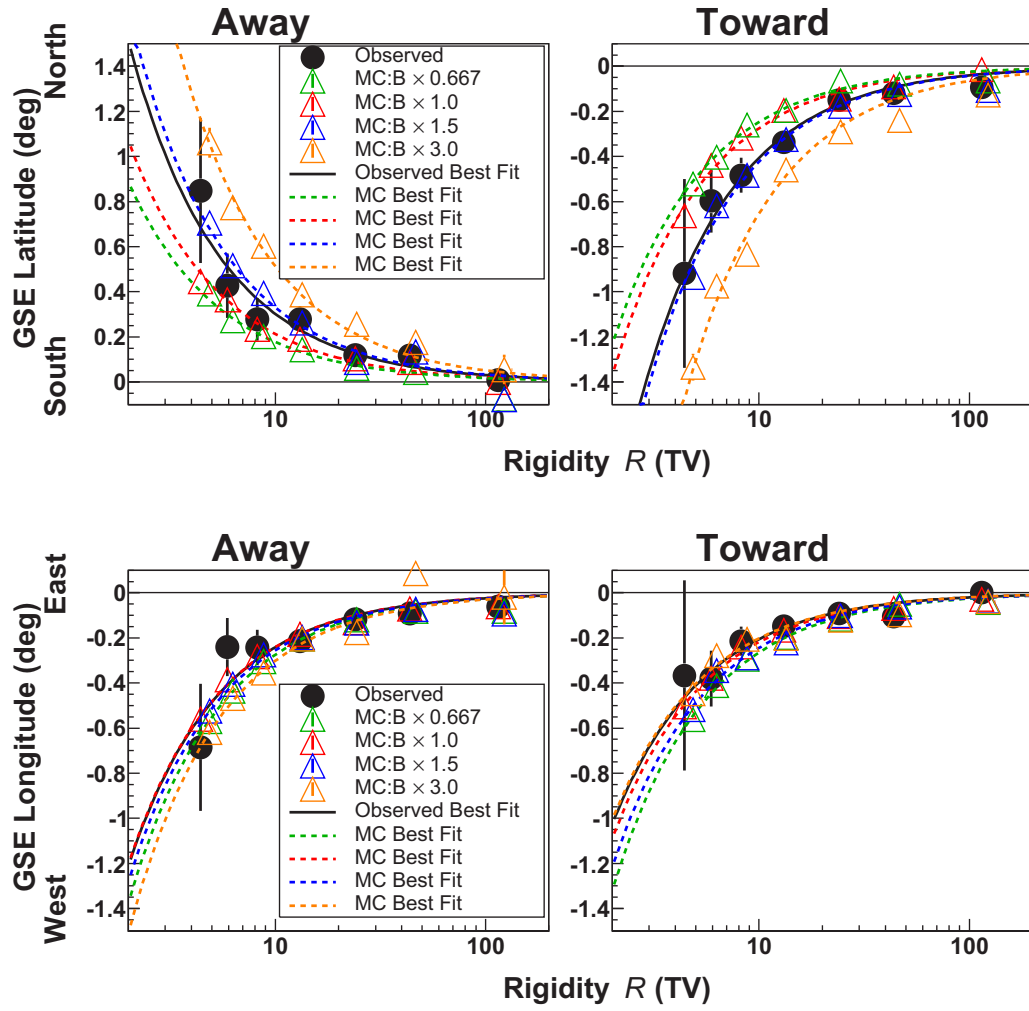 Away
Toward
North
GSE Latitude (deg)
South
1.4
1.2
1
0.8
0.6
0.4
0.2
0
Observed
MC:B × 0.667
MC:B × 1.0
MC:B × 1.5
MC:B × 3.0
Observed Best Fit
MC Best Fit
MC Best Fit
MC Best Fit
MC Best Fit
0
-0.2
-0.4
-0.6
-0.8
-1
-1.2
-1.4
10
100
10
100
Rigidity R (TV)
Rigidity R (TV)
Away
Toward
East
GSE Longitude (deg)
West
0
-0.2
-0.4
-0.6
-0.8
-1
-1.2
-1.4
Observed
MC:B × 0.667
MC:B × 1.0
MC:B × 1.5
MC:B × 3.0
Observed Best Fit
MC Best Fit
MC Best Fit
MC Best Fit
MC Best Fit
0
-0.2
-0.4
-0.6
-0.8
-1
-1.2
-1.4
10
100
10
100
Rigidity R (TV)
Rigidity R (TV)